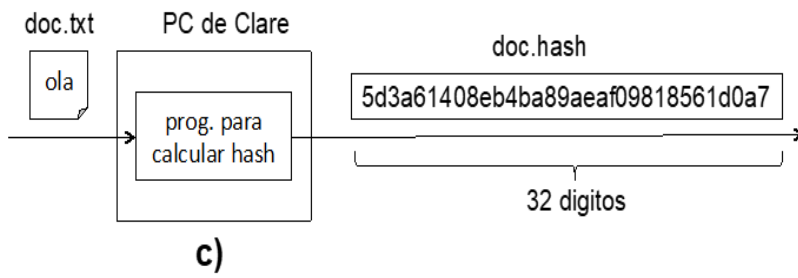 doc.txt
PC de Clare
doc.hash
ola
5d3a61408eb4ba89aeaf09818561d0a7
prog. para
calcular hash
32 digitos
c)